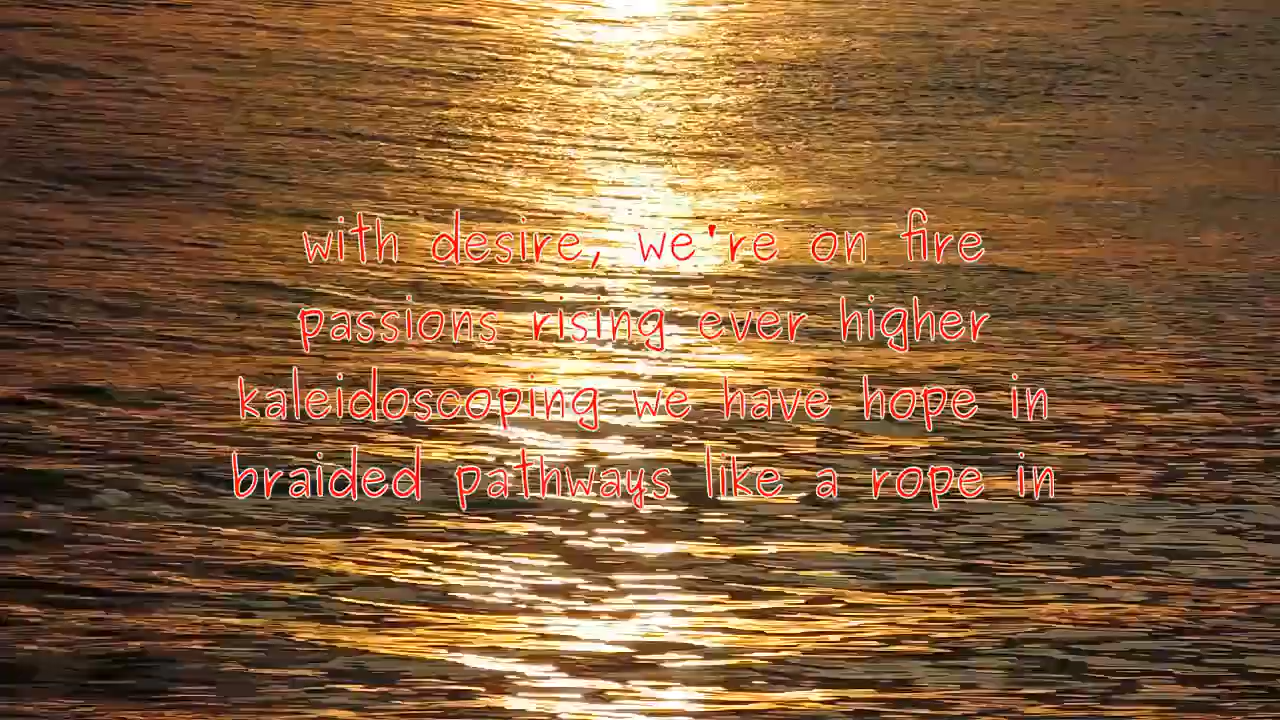 with desire, we're on fire
passions rising ever higher
kaleidoscoping we have hope in
braided pathways like a rope in